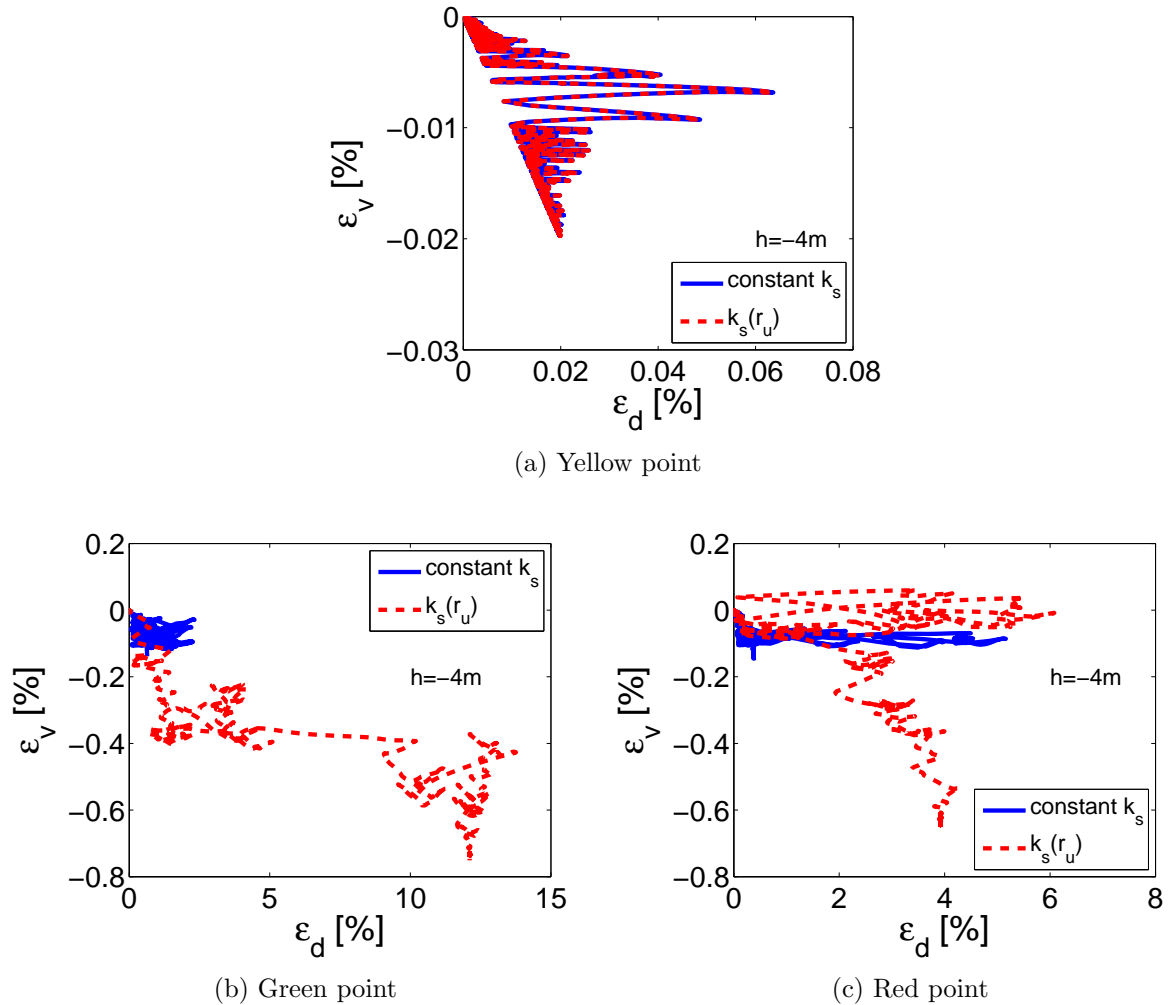 0
−0.01
−0.02
−0.03
ε_v [%]
h=−4m
constant k_s
k_s(r_u)
0 0.02 0.04 0.06 0.08
ε_d [%]
(a) Yellow point
0.2
0
−0.2
−0.4
−0.6
−0.8
ε_v [%]
constant k_s
k_s(r_u)
h=−4m
0 5 10 15
ε_d [%]
(b) Green point
0.2
0
−0.2
−0.4
−0.6
−0.8
ε_v [%]
h=−4m
constant k_s
k_s(r_u)
0 2 4 6 8
ε_d [%]
(c) Red point